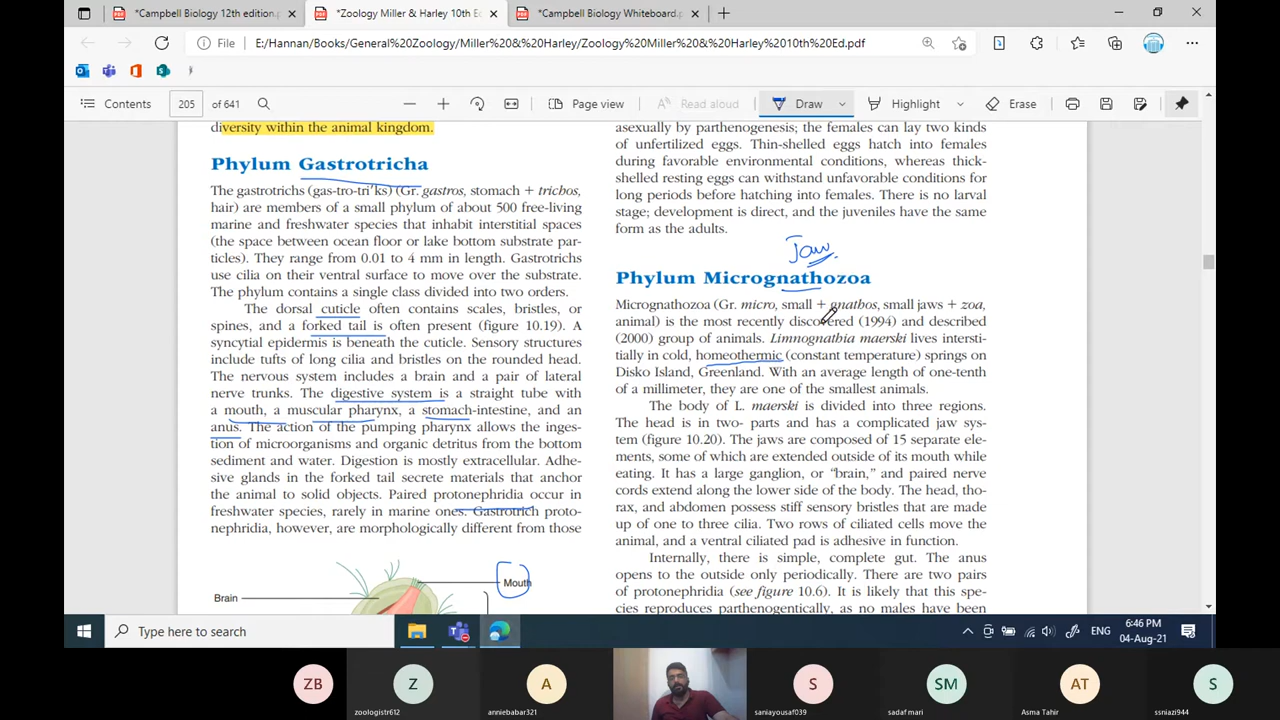 *Campbell Biology 12th edition.p
*Zoology Miller & Harley 10th Ed
*Campbell Biology Whiteboard.p
File
E:/Hannan/Books/General%20Zoology/Miller%20&%20Harley/Zoology%20Miller%20&%20Harley%2010th%20Ed.pdf
Contents
205
of 641
Page view
Read aloud
Draw
Highlight
Erase
diversity within the animal kingdom.
Phylum Gastrotricha
The gastrotrichs (gas-tro-tri′ks) (Gr. gastros, stomach + trichos,
hair) are members of a small phylum of about 500 free-living
marine and freshwater species that inhabit interstitial spaces
(the space between ocean floor or lake bottom substrate par-
ticles). They range from 0.01 to 4 mm in length. Gastrotrichs
use cilia on their ventral surface to move over the substrate.
The phylum contains a single class divided into two orders.
The dorsal cuticle often contains scales, bristles, or
spines, and a forked tail is often present (figure 10.19). A
syncytial epidermis is beneath the cuticle. Sensory structures
include tufts of long cilia and bristles on the rounded head.
The nervous system includes a brain and a pair of lateral
nerve trunks. The digestive system is a straight tube with
a mouth, a muscular pharynx, a stomach-intestine, and an
anus. The action of the pumping pharynx allows the inges-
tion of microorganisms and organic detritus from the bottom
sediment and water. Digestion is mostly extracellular. Adhe-
sive glands in the forked tail secrete materials that anchor
the animal to solid objects. Paired protonephridia occur in
freshwater species, rarely in marine ones. Gastrotrich proto-
nephridia, however, are morphologically different from those
Mouth
Brain
asexually by parthenogenesis; the females can lay two kinds
of unfertilized eggs. Thin-shelled eggs hatch into females
during favorable environmental conditions, whereas thick-
shelled resting eggs can withstand unfavorable conditions for
long periods before hatching into females. There is no larval
stage; development is direct, and the juveniles have the same
form as the adults.
Jaw
Phylum Micrognathozoa
Micrognathozoa (Gr. micro, small + gnathos, small jaws + zoa,
animal) is the most recently discovered (1994) and described
(2000) group of animals. Limnognathia maerski lives intersti-
tially in cold, homeothermic (constant temperature) springs on
Disko Island, Greenland. With an average length of one-tenth
of a millimeter, they are one of the smallest animals.
The body of L. maerski is divided into three regions.
The head is in two- parts and has a complicated jaw sys-
tem (figure 10.20). The jaws are composed of 15 separate ele-
ments, some of which are extended outside of its mouth while
eating. It has a large ganglion, or “brain,” and paired nerve
cords extend along the lower side of the body. The head, tho-
rax, and abdomen possess stiff sensory bristles that are made
up of one to three cilia. Two rows of ciliated cells move the
animal, and a ventral ciliated pad is adhesive in function.
Internally, there is simple, complete gut. The anus
opens to the outside only periodically. There are two pairs
of protonephridia (see figure 10.6). It is likely that this spe-
cies reproduces parthenogentically, as no males have been
Type here to search
ENG
6:46 PM
04-Aug-21
ZB
Z
zoologistr612
A
anniebabar321
S
saniayousaf039
SM
sadaf mari
AT
Asma Tahir
S
ssniazi944